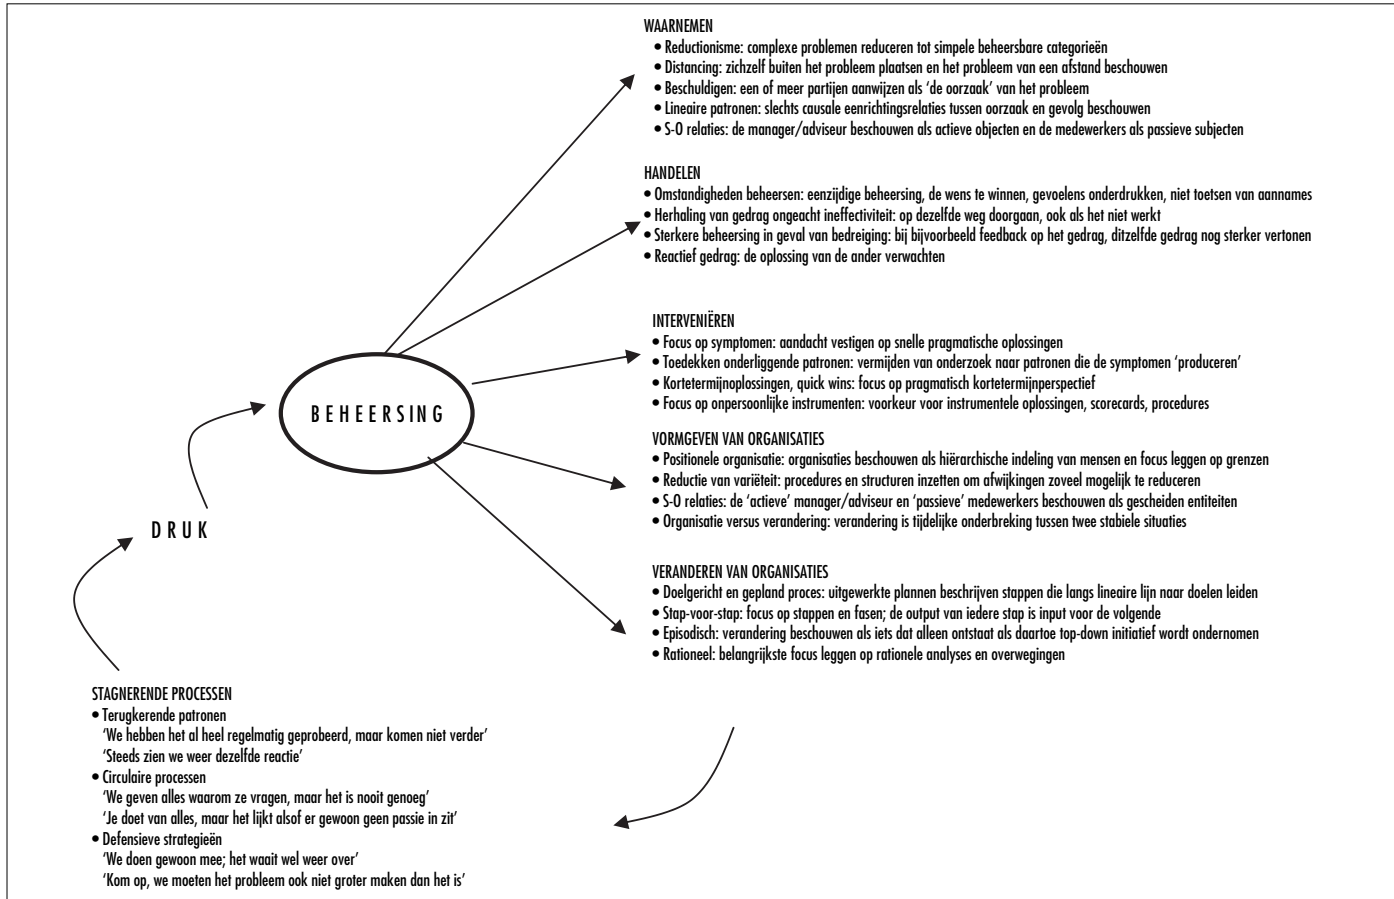 WAARNEMEN
• Reductionisme: complexe problemen reduceren tot simpele beheersbare categorieën
• Distancing: zichzelf buiten het probleem plaatsen en het probleem van een afstand beschouwen
• Beschuldigen: een of meer partijen aanwijzen als ‘de oorzaak’ van het probleem
• Lineaire patronen: slechts causale eenrichtingsrelaties tussen oorzaak en gevolg beschouwen
• S-O relaties: de manager/adviseur beschouwen als actieve objecten en de medewerkers als passieve subjecten
HANDELEN
• Omstandigheden beheersen: eenzijdige beheersing, de wens te winnen, gevoelens onderdrukken, niet toetsen van aannames
• Herhaling van gedrag ongeacht ineffectiviteit: op dezelfde weg doorgaan, ook als het niet werkt
• Sterkere beheersing in geval van bedreiging: bij bijvoorbeeld feedback op het gedrag, ditzelfde gedrag nog sterker vertonen
• Reactief gedrag: de oplossing van de ander verwachten
INTERVENIËREN
• Focus op symptomen: aandacht vestigen op snelle pragmatische oplossingen
• Toedekken onderliggende patronen: vermijden van onderzoek naar patronen die de symptomen ‘produceren’
• Kortetermijnoplossingen, quick wins: focus op pragmatisch kortetermijnperspectief
• Focus op onpersoonlijke instrumenten: voorkeur voor instrumentele oplossingen, scorecards, procedures
BEHEERSING
VORMGEVEN VAN ORGANISATIES
• Positionele organisatie: organisaties beschouwen als hiërarchische indeling van mensen en focus leggen op grenzen
• Reductie van variëteit: procedures en structuren inzetten om afwijkingen zoveel mogelijk te reduceren
• S-O relaties: de ‘actieve’ manager/adviseur en ‘passieve’ medewerkers beschouwen als gescheiden entiteiten
• Organisatie versus verandering: verandering is tijdelijke onderbreking tussen twee stabiele situaties
DRUK
VERANDEREN VAN ORGANISATIES
• Doelgericht en gepland proces: uitgewerkte plannen beschrijven stappen die langs lineaire lijn naar doelen leiden
• Stap-voor-stap: focus op stappen en fasen; de output van iedere stap is input voor de volgende
• Episodisch: verandering beschouwen als iets dat alleen ontstaat als daartoe top-down initiatief wordt ondernomen
• Rationeel: belangrijkste focus leggen op rationele analyses en overwegingen
STAGNERENDE PROCESSEN
• Terugkerende patronen
‘We hebben het al heel regelmatig geprobeerd, maar komen niet verder’
‘Steeds zien we weer dezelfde reactie’
• Circulaire processen
‘We geven alles waarom ze vragen, maar het is nooit genoeg’
‘Je doet van alles, maar het lijkt alsof er gewoon geen passie in zit’
• Defensieve strategieën
‘We doen gewoon mee; het waait wel weer over’
‘Kom op, we moeten het probleem ook niet groter maken dan het is’